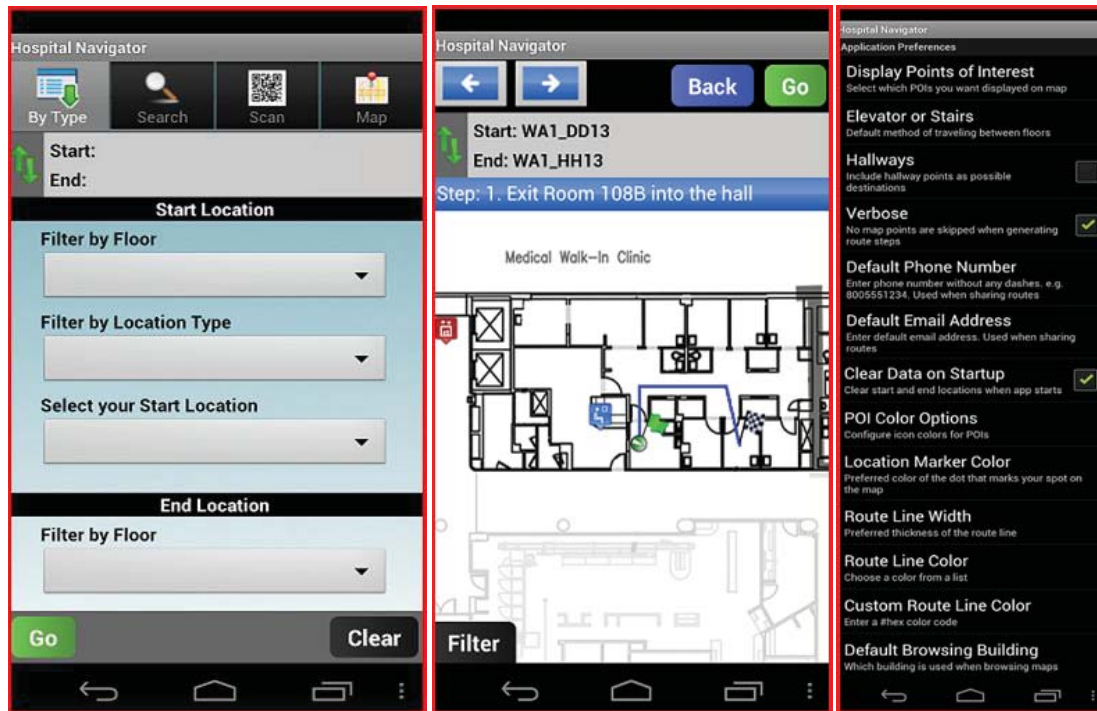 Hospital Navigator
By Type
Search
Scan
Map
Start:
End:
Start Location
Filter by Floor
Filter by Location Type
Select your Start Location
End Location
Filter by Floor
Go
Clear
Hospital Navigator
Back
Go
Start: WA1_DD13
End: WA1_HH13
Step: 1. Exit Room 108B into the hall
Medical Walk-In Clinic
Filter
Hospital Navigator
Application Preferences
Display Points of Interest
Select which POIs you want displayed on map
Elevator or Stairs
Default method of traveling between floors
Hallways
Include hallway points as possible
destinations
Verbose
No map points are skipped when generating
route steps
Default Phone Number
Enter phone number without any dashes. e.g.
8005551234. Used when sharing routes
Default Email Address
Enter default email address. Used when sharing
routes
Clear Data on Startup
Clear start and end locations when app starts
POI Color Options
Configure icon colors for POIs
Location Marker Color
Preferred color of the dot that marks your spot on
the map
Route Line Width
Preferred thickness of the route line
Route Line Color
Choose a color from a list
Custom Route Line Color
Enter a #hex color code
Default Browsing Building
Which building is used when browsing maps